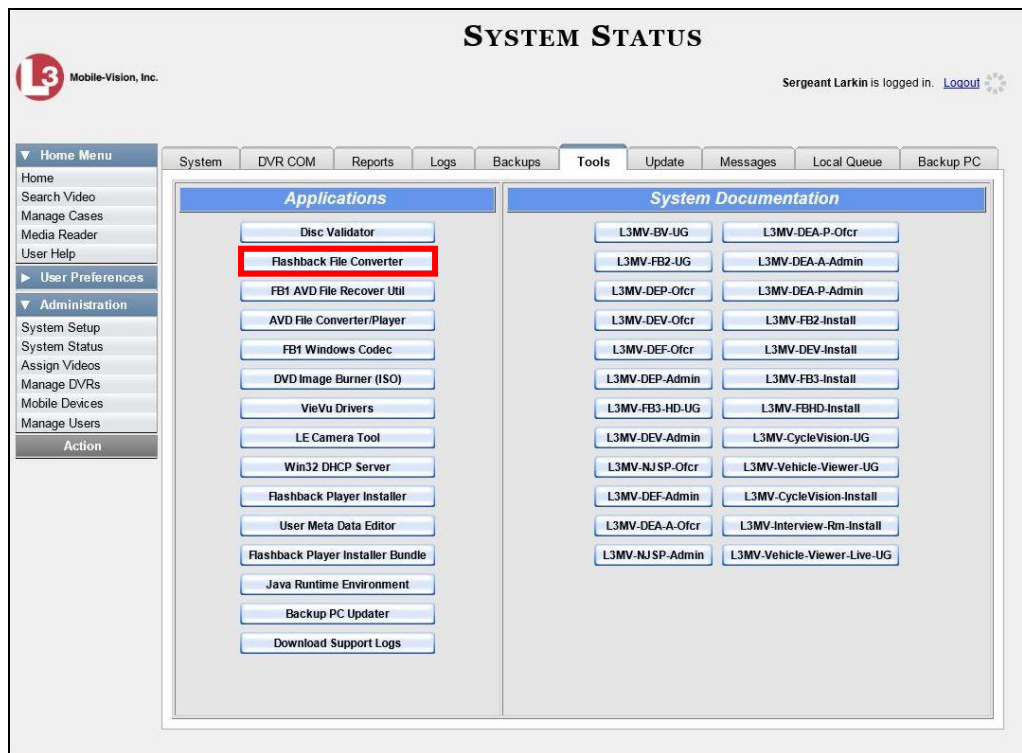 SYSTEM STATUS
L3 Mobile-Vision, Inc.
Sergeant Larkin is logged in. Logout
▼ Home Menu
Home
Search Video
Manage Cases
Media Reader
User Help
▶ User Preferences
▼ Administration
System Setup
System Status
Assign Videos
Manage DVRs
Mobile Devices
Manage Users
Action
System DVR COM Reports Logs Backups Tools Update Messages Local Queue Backup PC
Applications
Disc Validator
Flashback File Converter
FB1 AVD File Recover Util
AVD File Converter/Player
FB1 Windows Codec
DVD Image Burner (ISO)
VieVu Drivers
LE Camera Tool
Win32 DHCP Server
Flashback Player Installer
User Meta Data Editor
Flashback Player Installer Bundle
Java Runtime Environment
Backup PC Updater
Download Support Logs
System Documentation
L3MV-BV-UG L3MV-DEA-P-Ofcr
L3MV-FB2-UG L3MV-DEA-A-Admin
L3MV-DEP-Ofcr L3MV-DEA-P-Admin
L3MV-DEV-Ofcr L3MV-FB2-Install
L3MV-DEF-Ofcr L3MV-DEV-Install
L3MV-DEP-Admin L3MV-FB3-Install
L3MV-FB3-HD-UG L3MV-FBHD-Install
L3MV-DEV-Admin L3MV-CycleVision-UG
L3MV-NJSP-Ofcr L3MV-Vehicle-Viewer-UG
L3MV-DEF-Admin L3MV-CycleVision-Install
L3MV-DEA-A-Ofcr L3MV-Interview-Rm-Install
L3MV-NJSP-Admin L3MV-Vehicle-Viewer-Live-UG